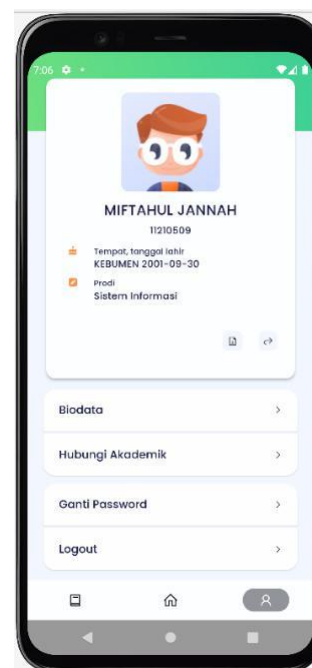 7:06
MIFTAHUL JANNAH
11210509
Tempat, tanggal lahir
KEBUMEN 2001-09-30
Prodi
Sistem Informasi
Biodata
Hubungi Akademik
Ganti Password
Logout